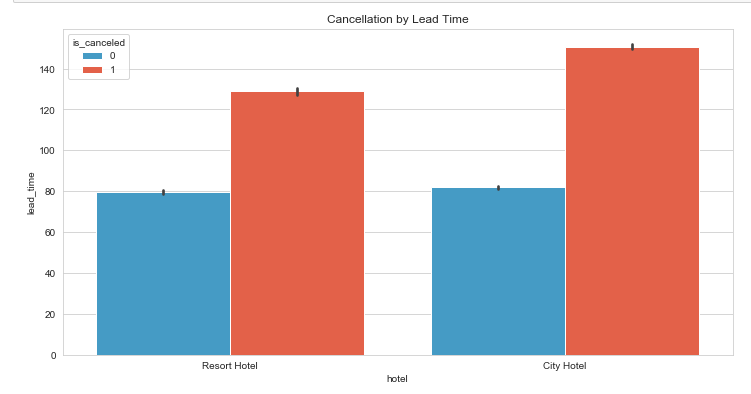 Cancellation by Lead Time
is_canceled
0
1
140
120
100
80
60
40
20
0
lead_time
Resort Hotel
City Hotel
hotel